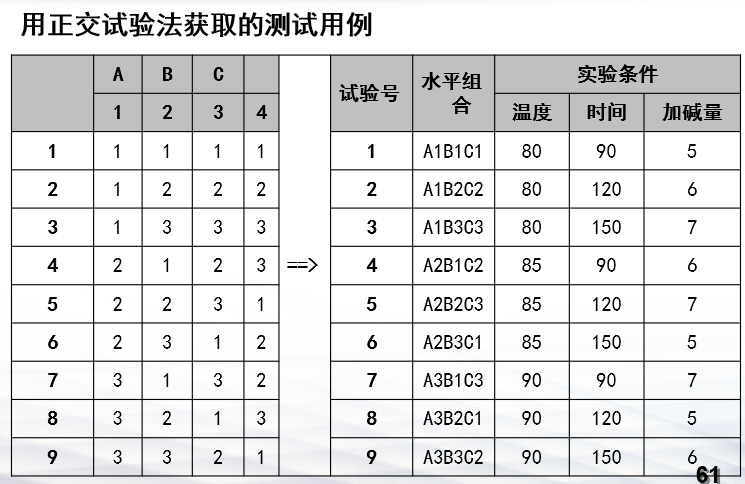 用正交试验法获取的测试用例
A B C
1 2 3 4
1 1 1 1 1
2 1 2 2 2
3 1 3 3 3
4 2 1 2 3
5 2 2 3 1
6 2 3 1 2
7 3 1 3 2
8 3 2 1 3
9 3 3 2 1
==>
试验号 水平组合 实验条件
温度 时间 加碱量
1 A1B1C1 80 90 5
2 A1B2C2 80 120 6
3 A1B3C3 80 150 7
4 A2B1C2 85 90 6
5 A2B2C3 85 120 7
6 A2B3C1 85 150 5
7 A3B1C3 90 90 7
8 A3B2C1 90 120 5
9 A3B3C2 90 150 6
61